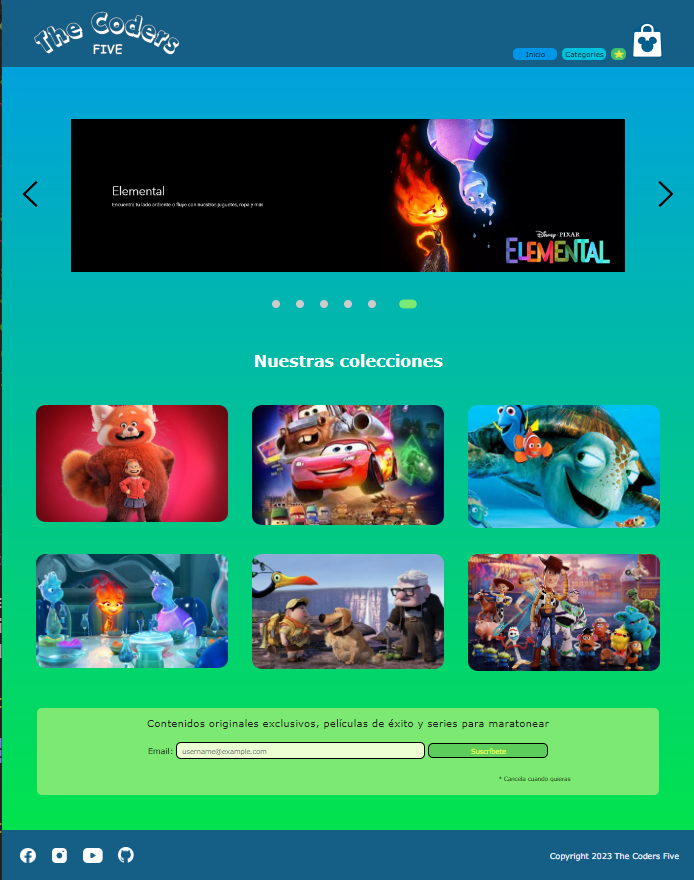 The Coders
FIVE
Inicio
Categories
Elemental
Encuentra tu lado ardiente o fluye con nuestros juguetes, ropa y más
Disney · PIXAR
ELEMENTAL
Nuestras colecciones
Contenidos originales exclusivos, películas de éxito y series para maratonear
Email: username@example.com Suscríbete
* Cancela cuando quieras
Copyright 2023 The Coders Five